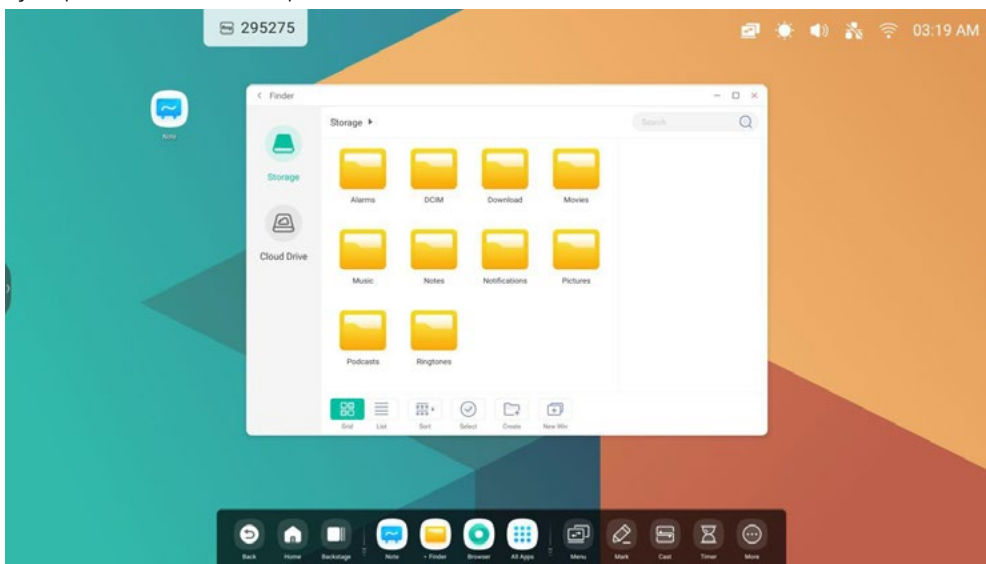 295275
03:19 AM
Note
Finder
Storage
Search
Storage
Cloud Drive
Alarms
DCIM
Download
Movies
Music
Notes
Notifications
Pictures
Podcasts
Ringtones
Grid
List
Sort
Select
Create
New Win
Back
Home
Backstage
Note
Finder
Browser
All Apps
Menu
Mark
Cast
Timer
More